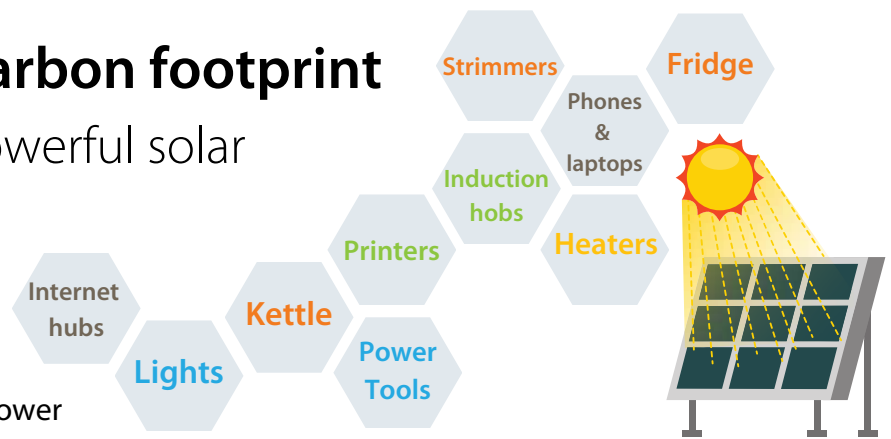 arbon footprint
owerful solar
Strimmers
Fridge
Phones
&
laptops
Induction
hobs
Printers
Heaters
Internet
hubs
Kettle
Lights
Power
Tools
ower